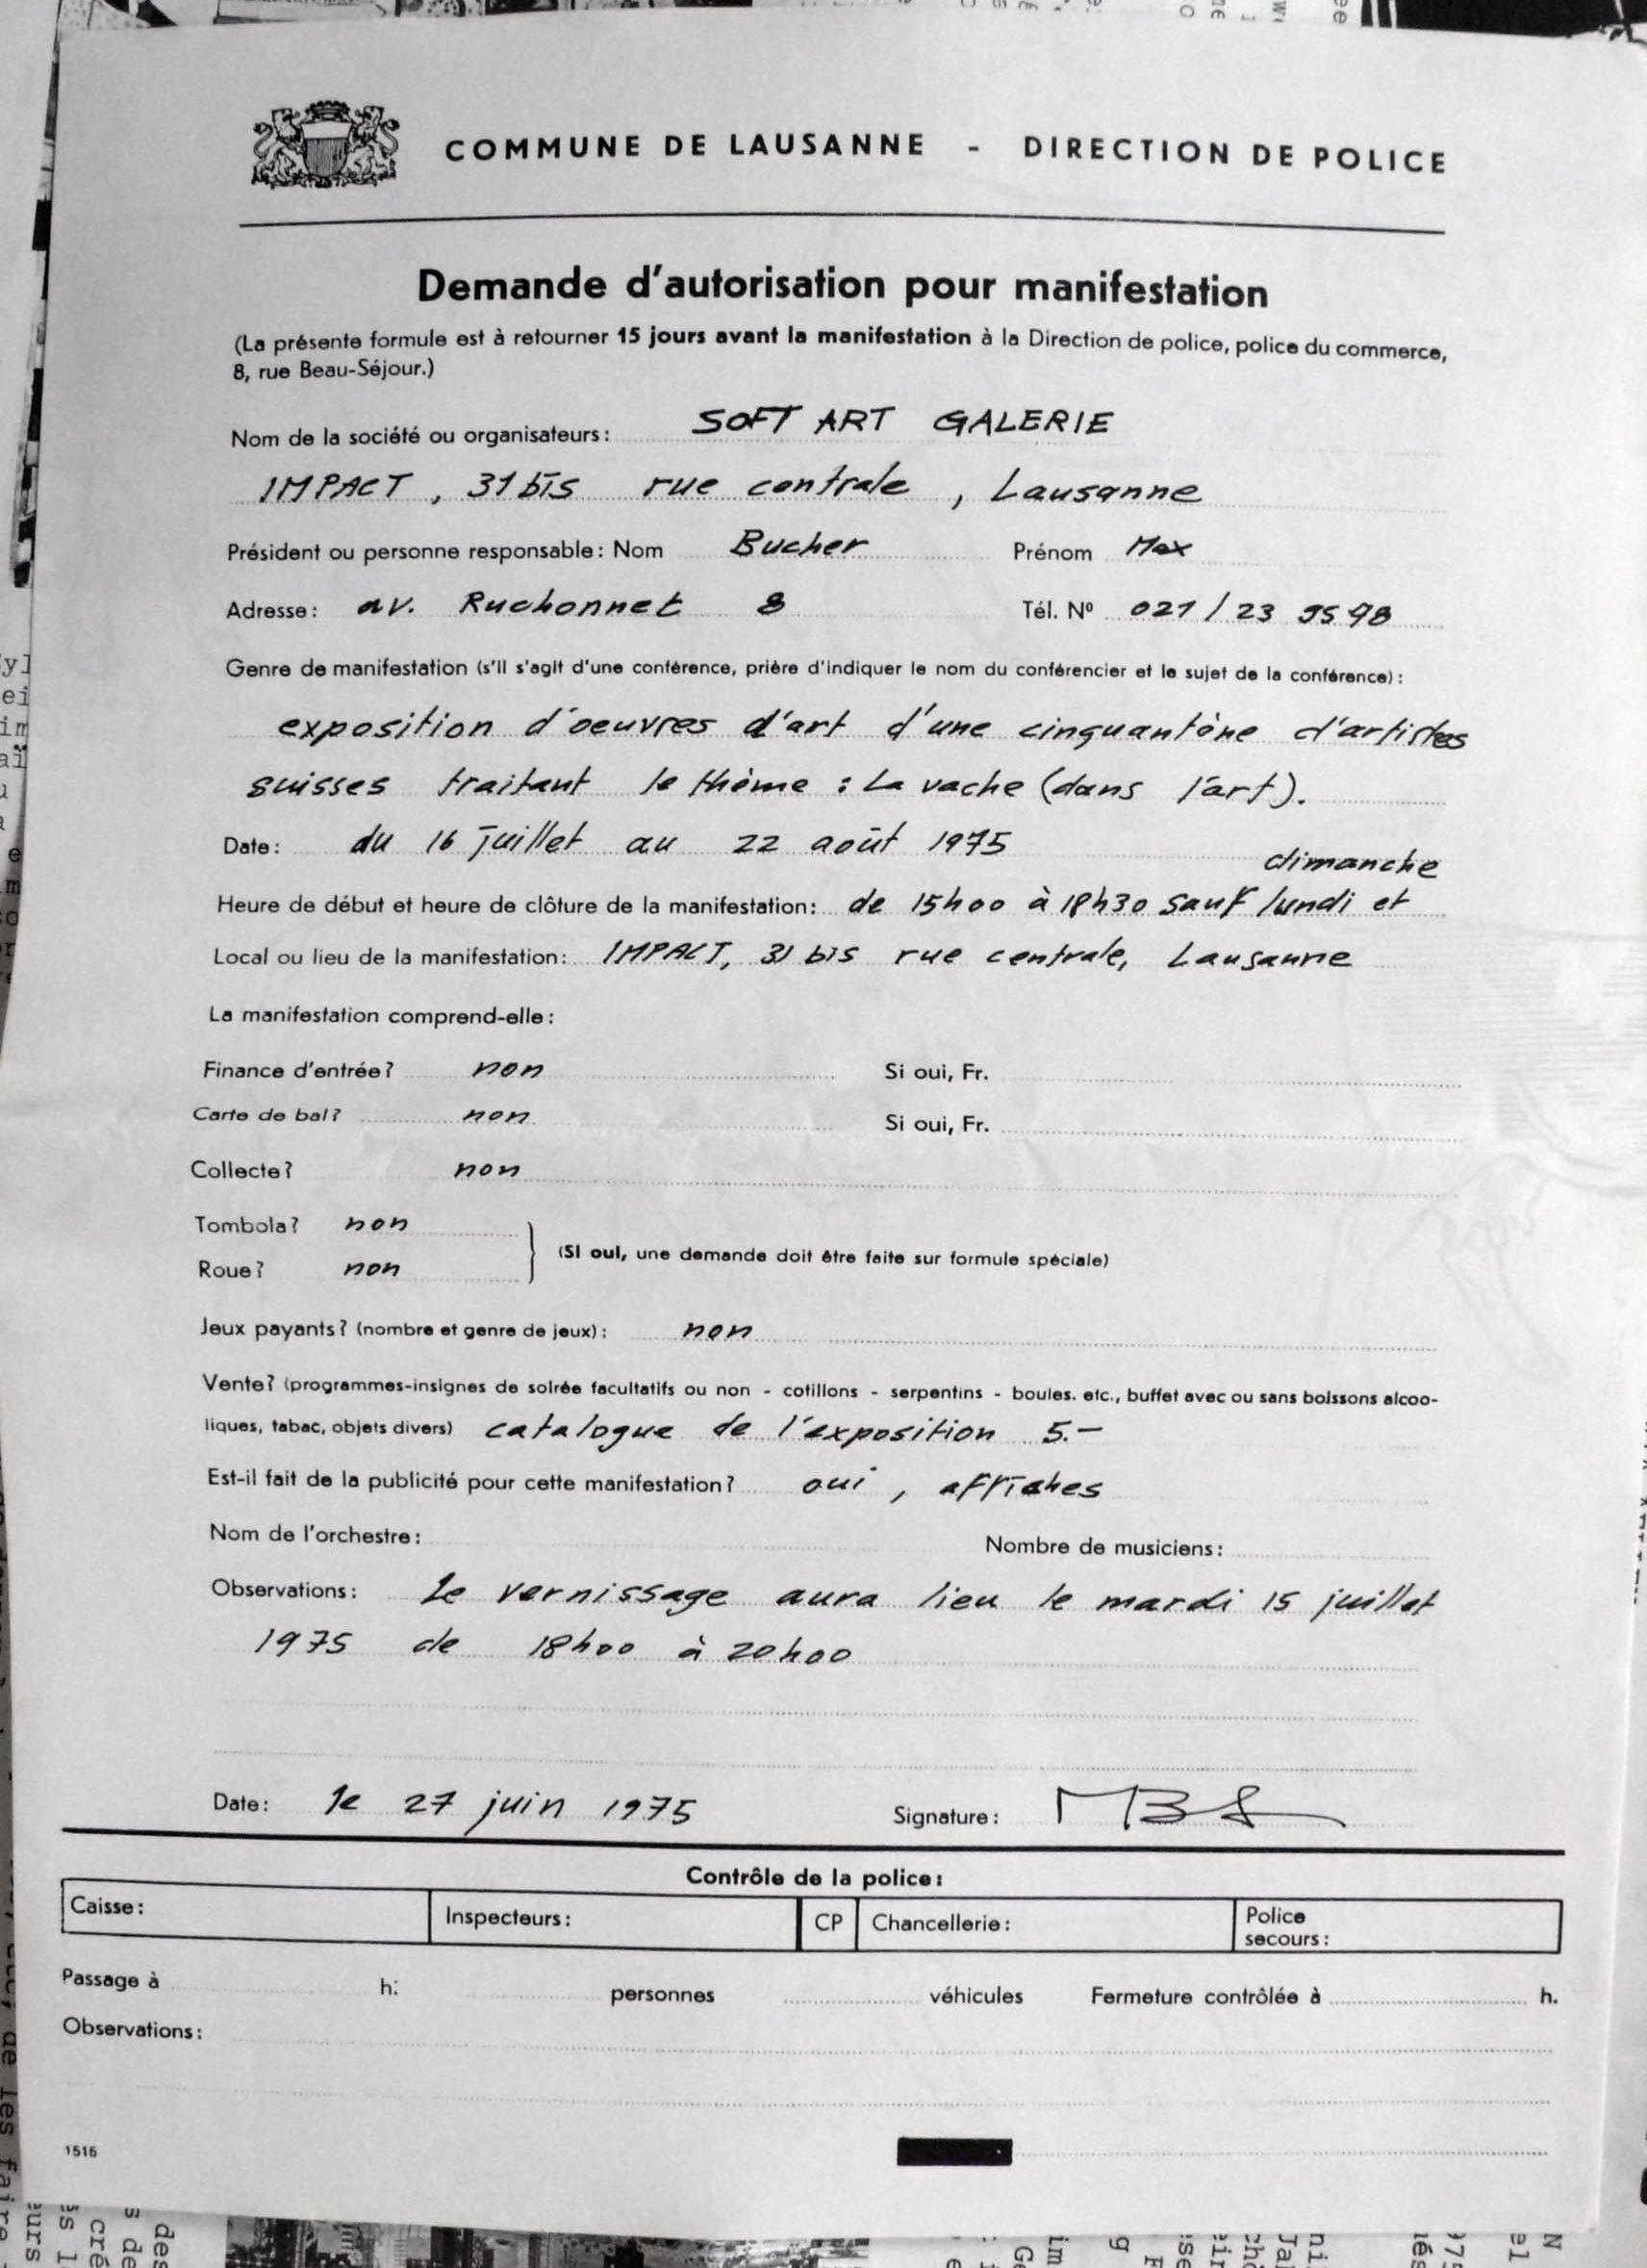 COMMUNE DE LAUSANNE - DIRECTION DE POLICE
Demande d'autorisation pour manifestation
(La présente formule est à retourner 15 jours avant la manifestation à la Direction de police, police du commerce,
8, rue Beau-Séjour.)
Nom de la société ou organisateurs: SOFT ART GALERIE
IMPACT, 31 bis rue centrale, Lausanne
Président ou personne responsable: Nom Bucher Prénom Max
Adresse: av. Ruchonnet 8 Tél. Nº 021/23
Genre de manifestation (s'il s'agit d'une conférence, prière d'indiquer le nom du conférencier et le sujet de la conférence):
exposition d'oeuvres d'art d'une cinquantène d'artistes
suisses traitant le thème: La vache (dans l'art).
Date: du 16 juillet au 22 août 1975
dimanche
Heure de début et heure de clôture de la manifestation: de 15h00 à 18h30 sauf lundi et
Local ou lieu de la manifestation: IMPACT, 31 bis rue centrale, Lausanne
La manifestation comprend-elle:
Finance d'entrée? non Si oui, Fr.
Carte de bal? non Si oui, Fr.
Collecte? non
Tombola? non
(Si oui, une demande doit être faite sur formule spéciale)
Roue? non
Jeux payants? (nombre et genre de jeux): non
Vente? (programmes-insignes de soirée facultatifs ou non - cotillons - serpentins - boules. etc., buffet avec ou sans boissons alcoo-
liques, tabac, objets divers) catalogue de l'exposition 5.-
Est-il fait de la publicité pour cette manifestation? oui, affiches
Nom de l'orchestre: Nombre de musiciens:
Observations: Le vernissage aura lieu le mardi 15 juillet
1975 de 18h00 à 20h00
Date: le 27 juin 1975 Signature:
Contrôle de la police:
Caisse: Inspecteurs: CP Chancellerie: Police
secours:
Passage à h: personnes véhicules Fermeture contrôlée à h.
Observations:
1515